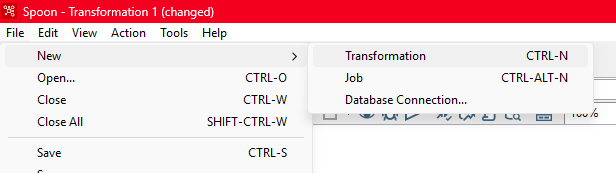 Spoon - Transformation 1 (changed)
File Edit View Action Tools Help
New
Transformation CTRL-N
Open... CTRL-O
Job CTRL-ALT-N
Close CTRL-W
Database Connection...
Close All SHIFT-CTRL-W
100%
Save CTRL-S